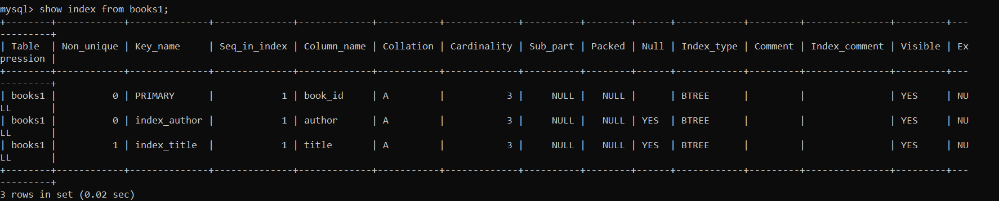 mysql> show index from books1;
+--------+------------+--------------+--------------+-------------+-----------+-------------+----------+--------+------+------------+---------+---------------+---------+---
---------+
| Table  | Non_unique | Key_name     | Seq_in_index | Column_name | Collation | Cardinality | Sub_part | Packed | Null | Index_type | Comment | Index_comment | Visible | Ex
pression |
+--------+------------+--------------+--------------+-------------+-----------+-------------+----------+--------+------+------------+---------+---------------+---------+---
---------+
| books1 |          0 | PRIMARY      |            1 | book_id     | A         |           3 |     NULL |   NULL |      | BTREE      |         |               | YES     | NU
LL       |
| books1 |          0 | index_author |            1 | author      | A         |           3 |     NULL |   NULL | YES  | BTREE      |         |               | YES     | NU
LL       |
| books1 |          1 | index_title  |            1 | title       | A         |           3 |     NULL |   NULL | YES  | BTREE      |         |               | YES     | NU
LL       |
+--------+------------+--------------+--------------+-------------+-----------+-------------+----------+--------+------+------------+---------+---------------+---------+---
---------+
3 rows in set (0.02 sec)